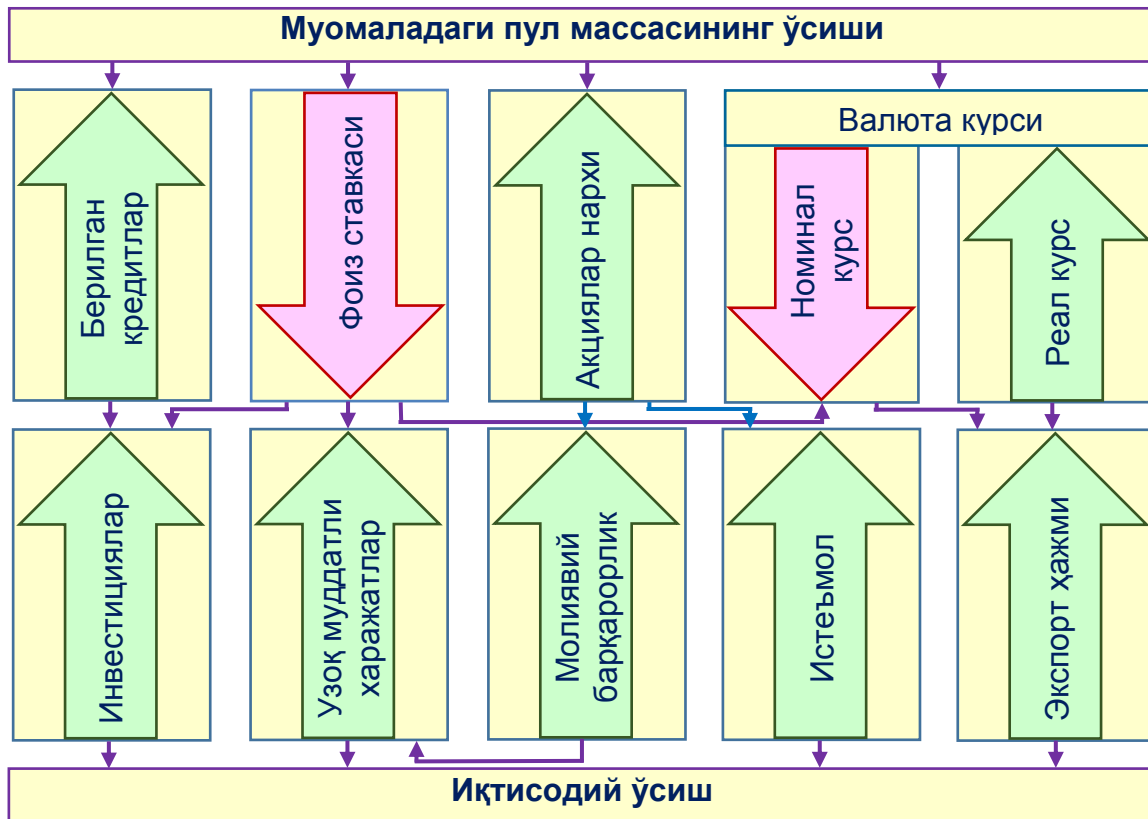 Муомаладаги пул массасининг ўсиши
Берилган
кредитлар
Фоиз ставкаси
Акциялар нархи
Валюта курси
Номинал
курс
Реал курс
Инвестициялар
Узоқ муддатли
харажатлар
Молиявий
барқарорлик
Истеъмол
Экспорт ҳажми
Иқтисодий ўсиш